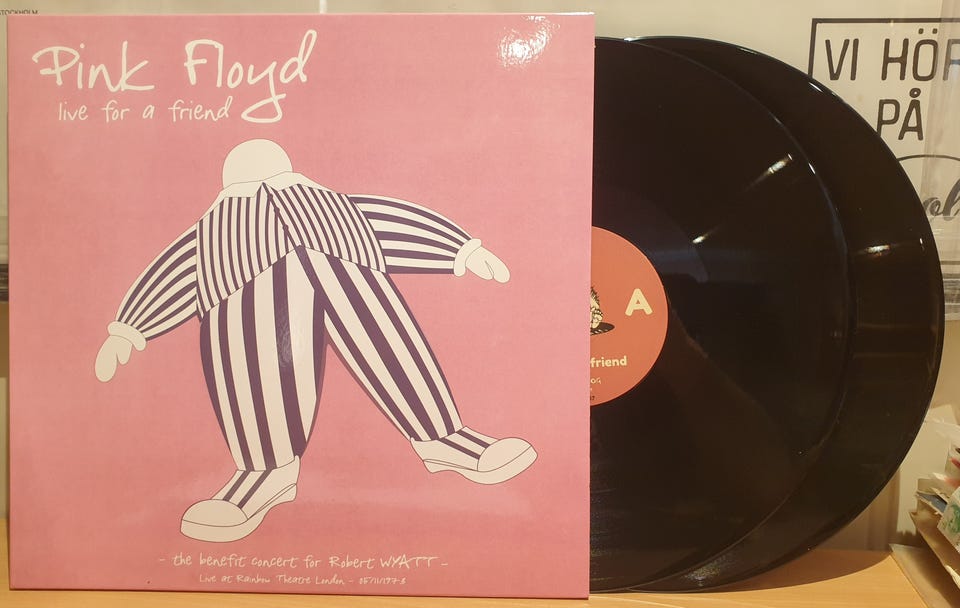 STOCKHOLM
Pink Floyd
live for a friend
VI HÖR
PÅ
A
friend
- the benefit concert for Robert WYATT -
Live at Rainbow Theatre London - 05/11/1973